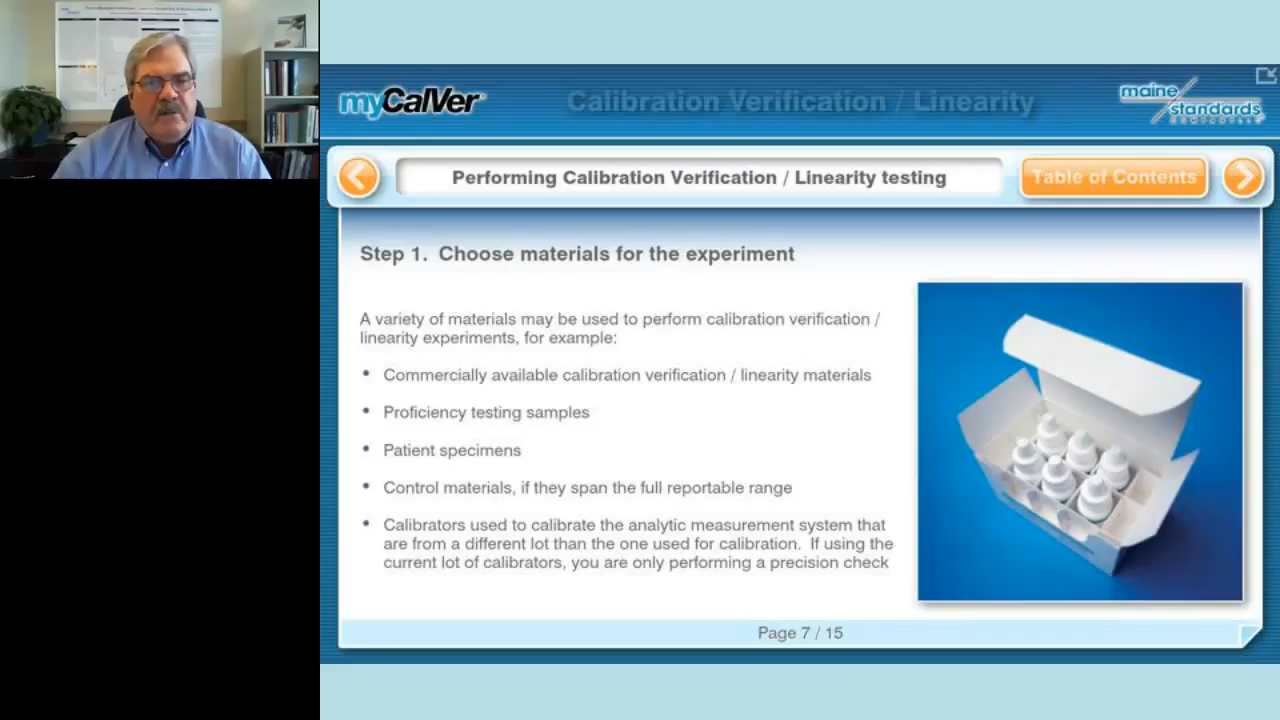 myCalVer
Calibration Verification / Linearity
maine
standards
Performing Calibration Verification / Linearity testing
Table of Contents
Step 1. Choose materials for the experiment
A variety of materials may be used to perform calibration verification /
linearity experiments, for example:
• Commercially available calibration verification / linearity materials
• Proficiency testing samples
• Patient specimens
• Control materials, if they span the full reportable range
• Calibrators used to calibrate the analytic measurement system that
are from a different lot than the one used for calibration. If using the
current lot of calibrators, you are only performing a precision check
Page 7 / 15